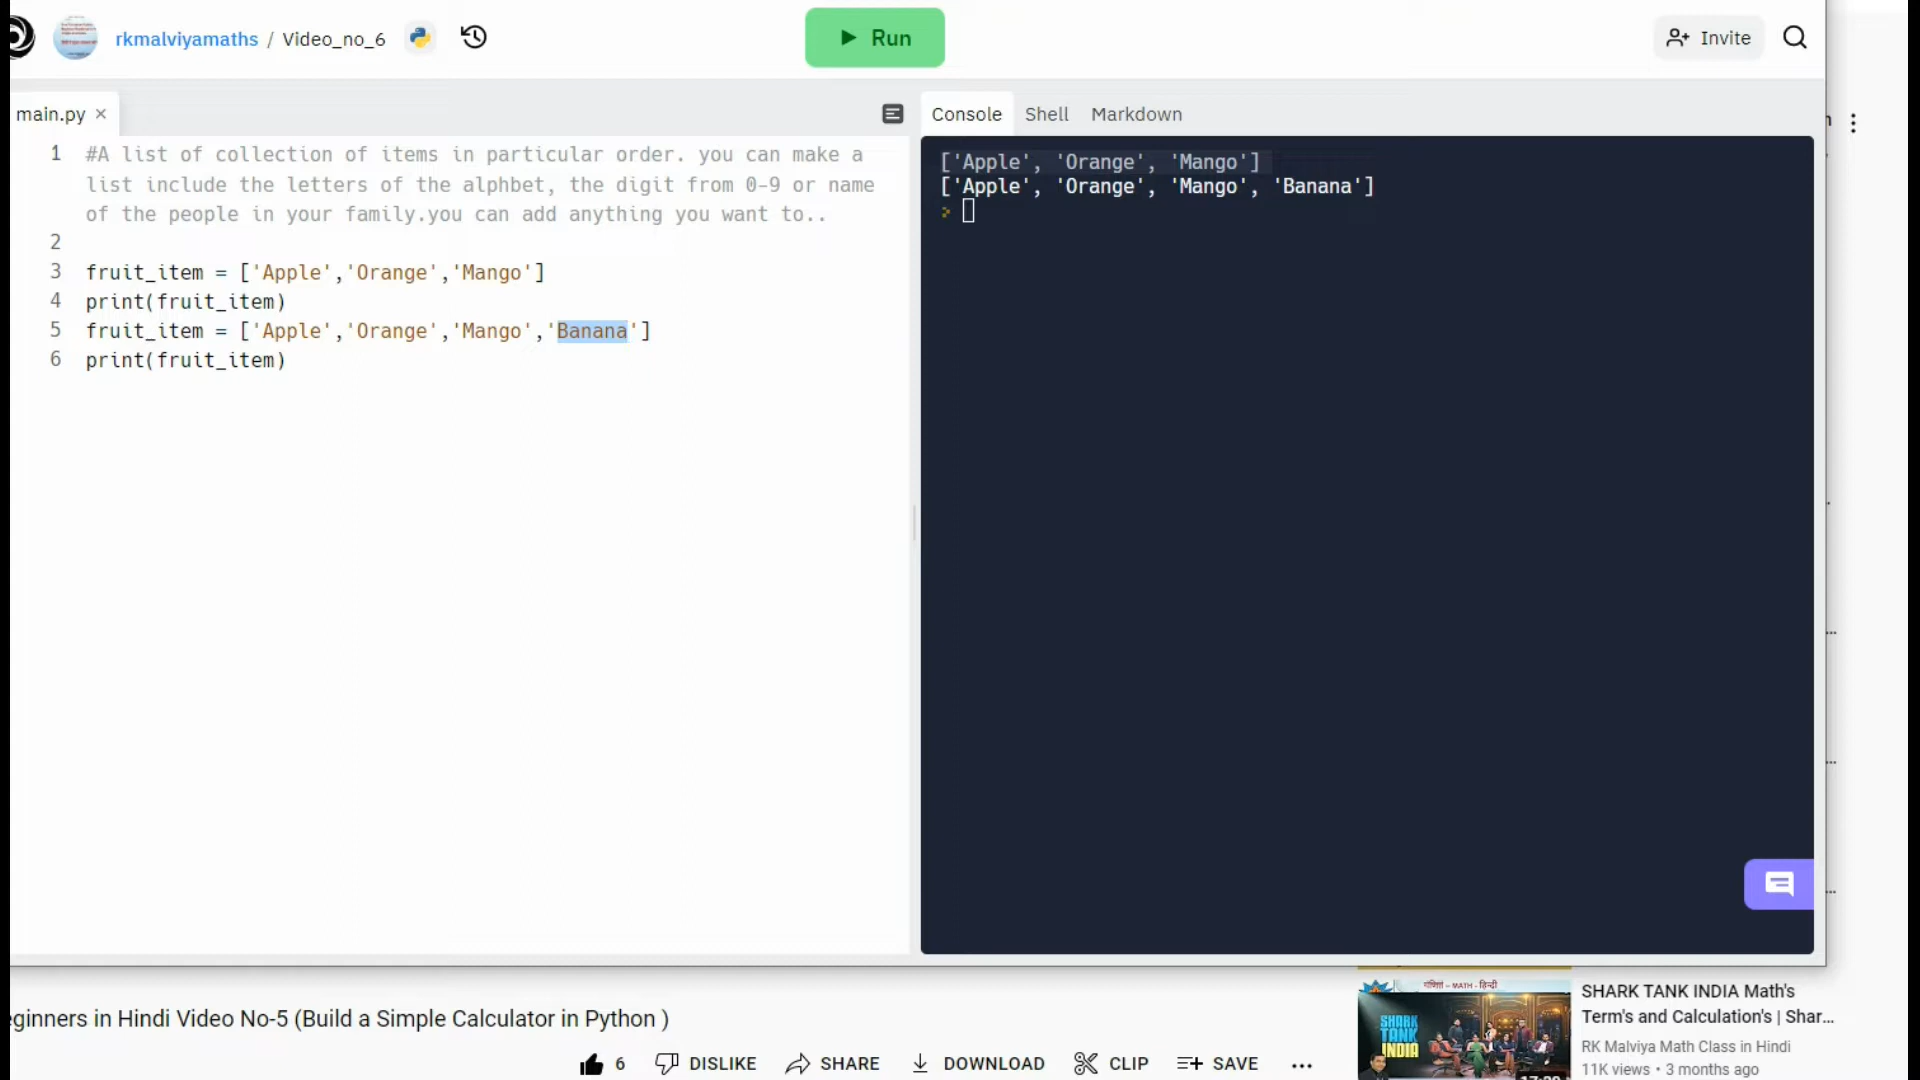 rkmalviyamaths / Video_no_6
Run
Invite
main.py ×
Console Shell Markdown
1 #A list of collection of items in particular order. you can make a
list include the letters of the alphbet, the digit from 0-9 or name
of the people in your family.you can add anything you want to..
2
3 fruit_item = ['Apple','Orange','Mango']
4 print(fruit_item)
5 fruit_item = ['Apple','Orange','Mango','Banana']
6 print(fruit_item)
['Apple', 'Orange', 'Mango']
['Apple', 'Orange', 'Mango', 'Banana']
>
eginners in Hindi Video No-5 (Build a Simple Calculator in Python )
6 DISLIKE SHARE DOWNLOAD CLIP SAVE ...
SHARK
TANK
INDIA
SHARK TANK INDIA Math's
Term's and Calculation's | Shar...
RK Malviya Math Class in Hindi
11K views • 3 months ago